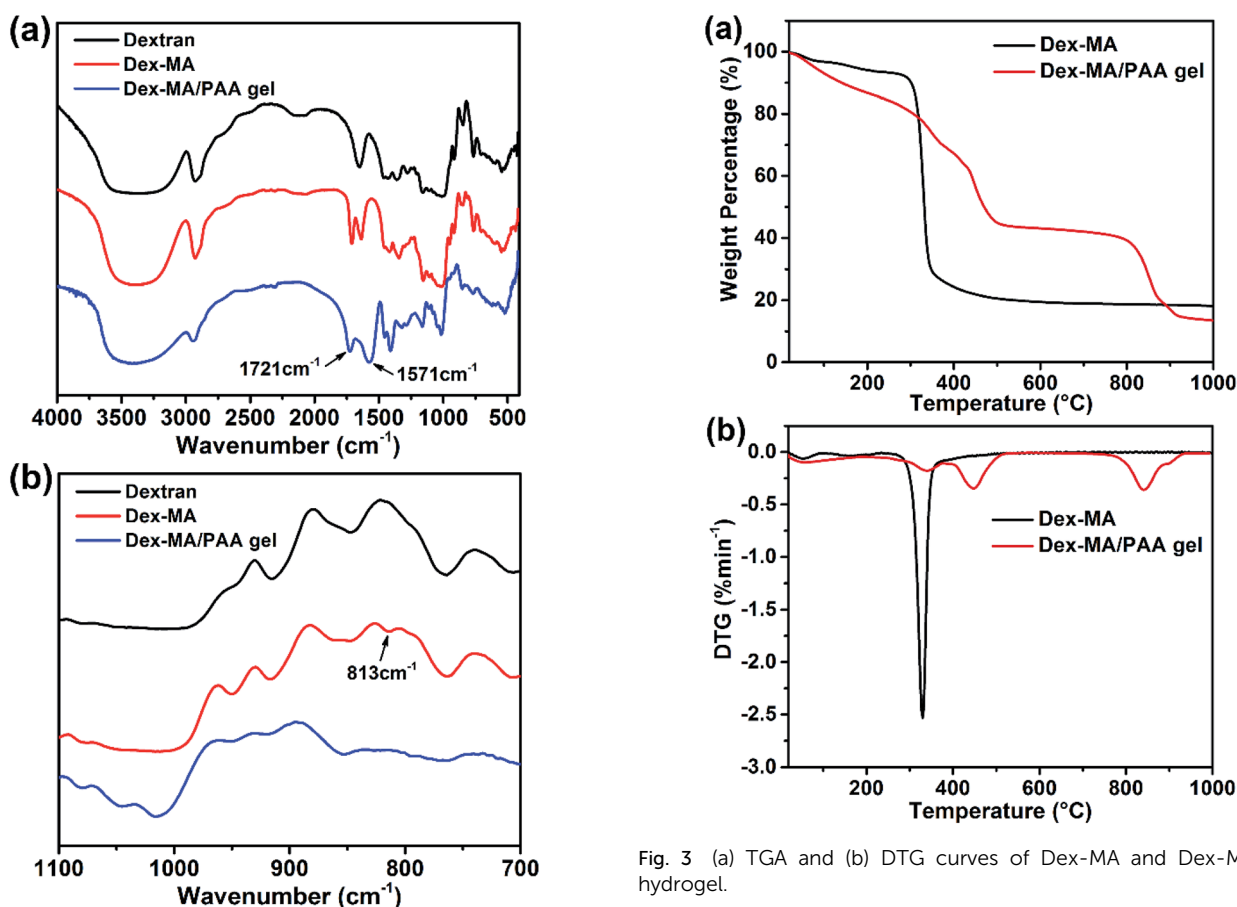 (a)
Dextran
Dex-MA
Dex-MA/PAA gel
1721cm⁻¹
1571cm⁻¹
4000 3500 3000 2500 2000 1500 1000 500
Wavenumber (cm⁻¹)
(b)
Dextran
Dex-MA
Dex-MA/PAA gel
813cm⁻¹
1100 1000 900 800 700
Wavenumber (cm⁻¹)
(a)
Dex-MA
Dex-MA/PAA gel
Weight Percentage (%)
100
80
60
40
20
0
200 400 600 800 1000
Temperature (°C)
(b)
Dex-MA
Dex-MA/PAA gel
DTG (%min⁻¹)
0.0
-0.5
-1.0
-1.5
-2.0
-2.5
-3.0
200 400 600 800 1000
Temperature (°C)
Fig. 3 (a) TGA and (b) DTG curves of Dex-MA and
hydrogel.